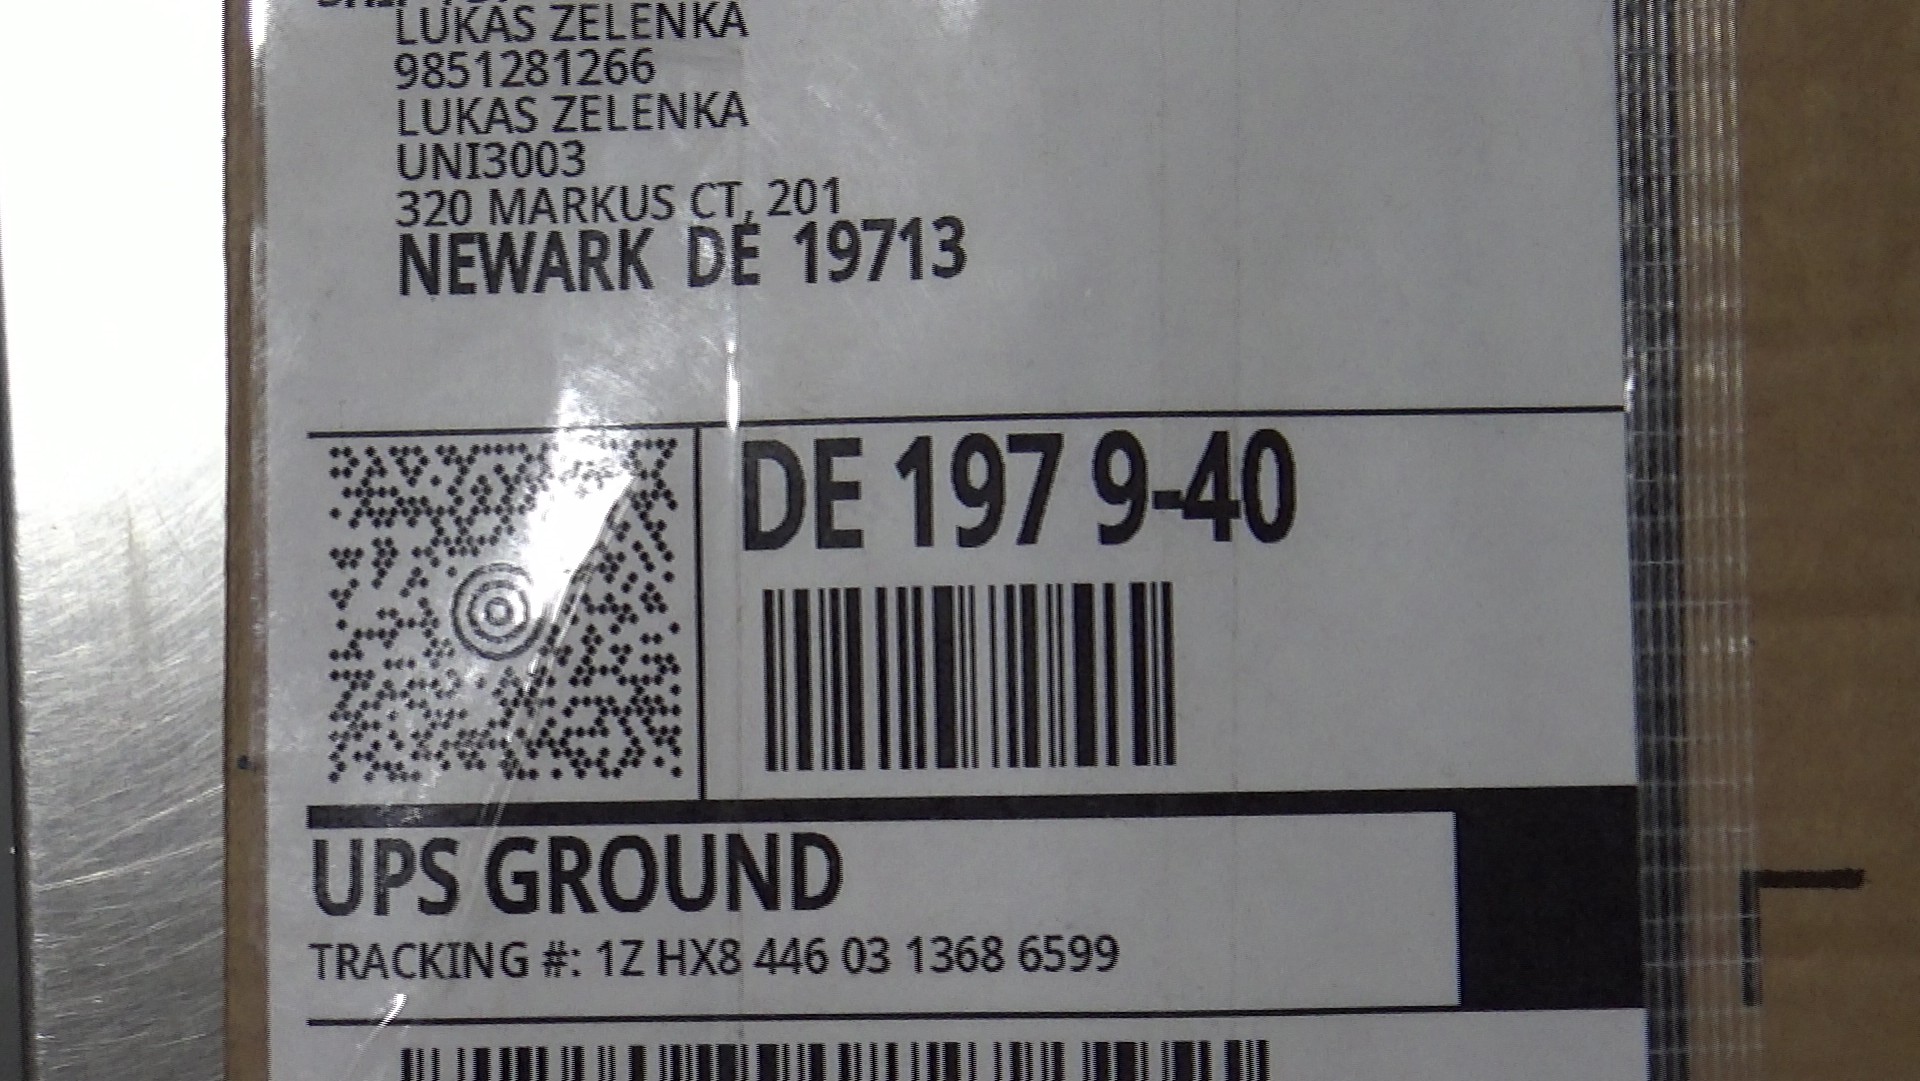 LUKAS ZELENKA
9851281266
LUKAS ZELENKA
UNI3003
320 MARKUS CT, 201
NEWARK DE 19713
DE 197 9-40
UPS GROUND
TRACKING #: 1Z HX8 446 03 1368 6599